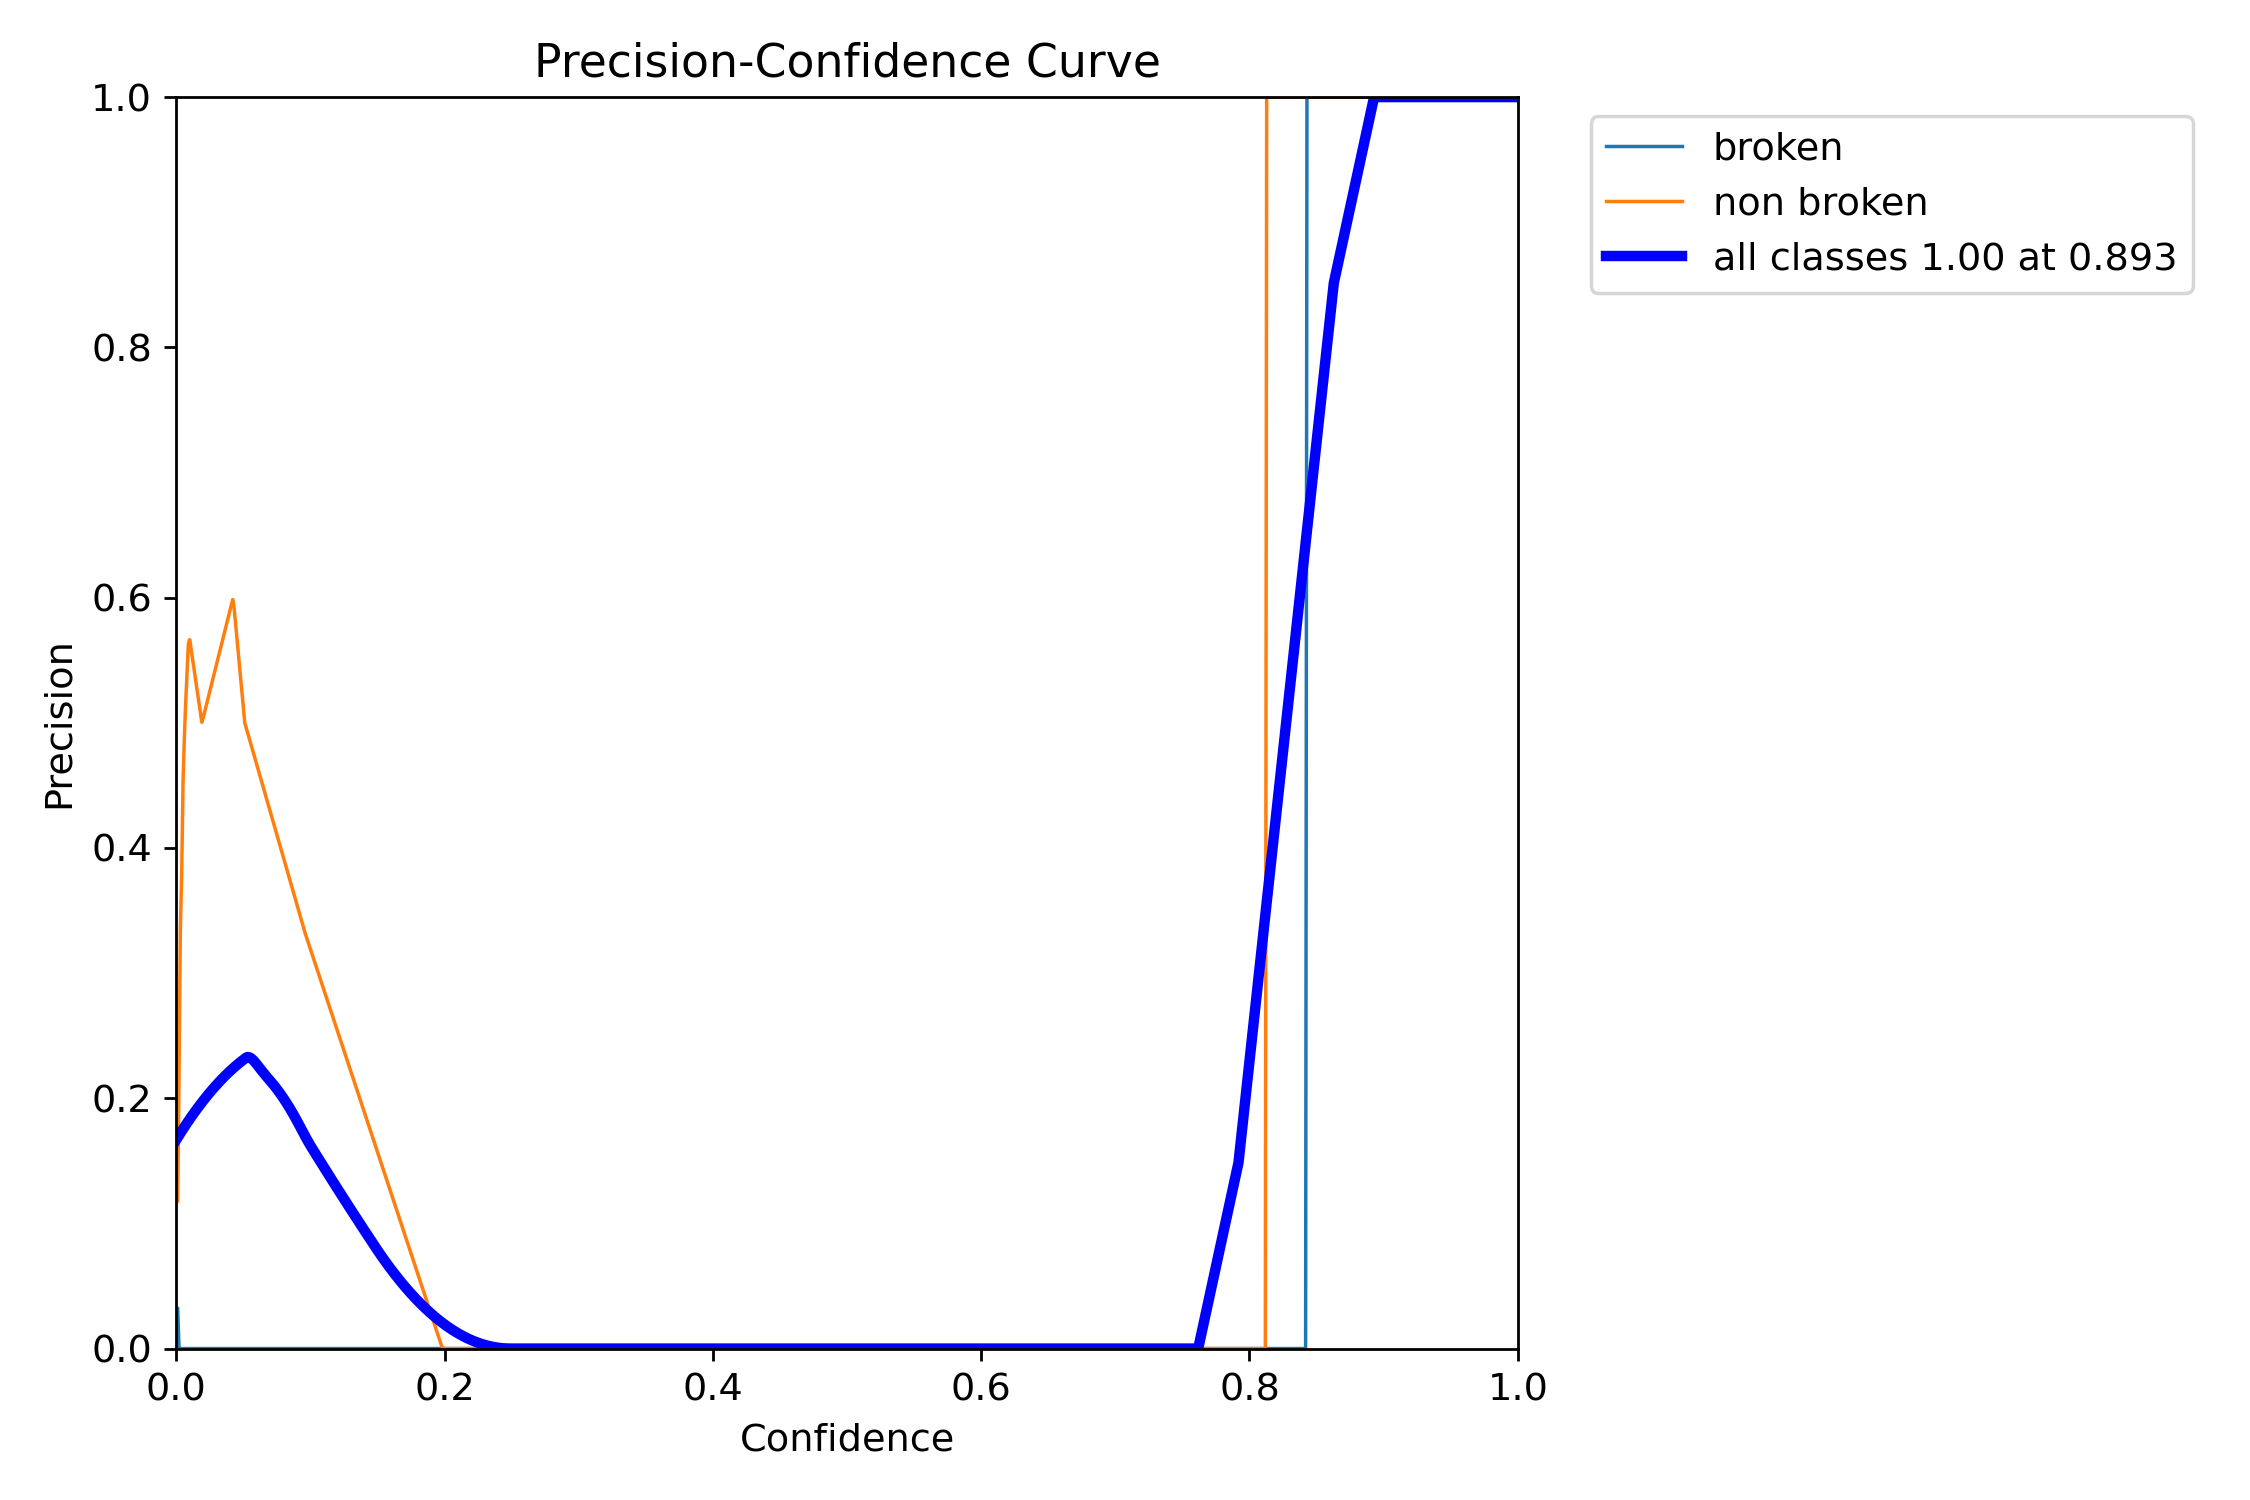 Precision-Confidence Curve
1.0
0.8
0.6
0.4
0.2
0.0
Precision
0.0 0.2 0.4 0.6 0.8 1.0
Confidence
broken
non broken
all classes 1.00 at 0.893